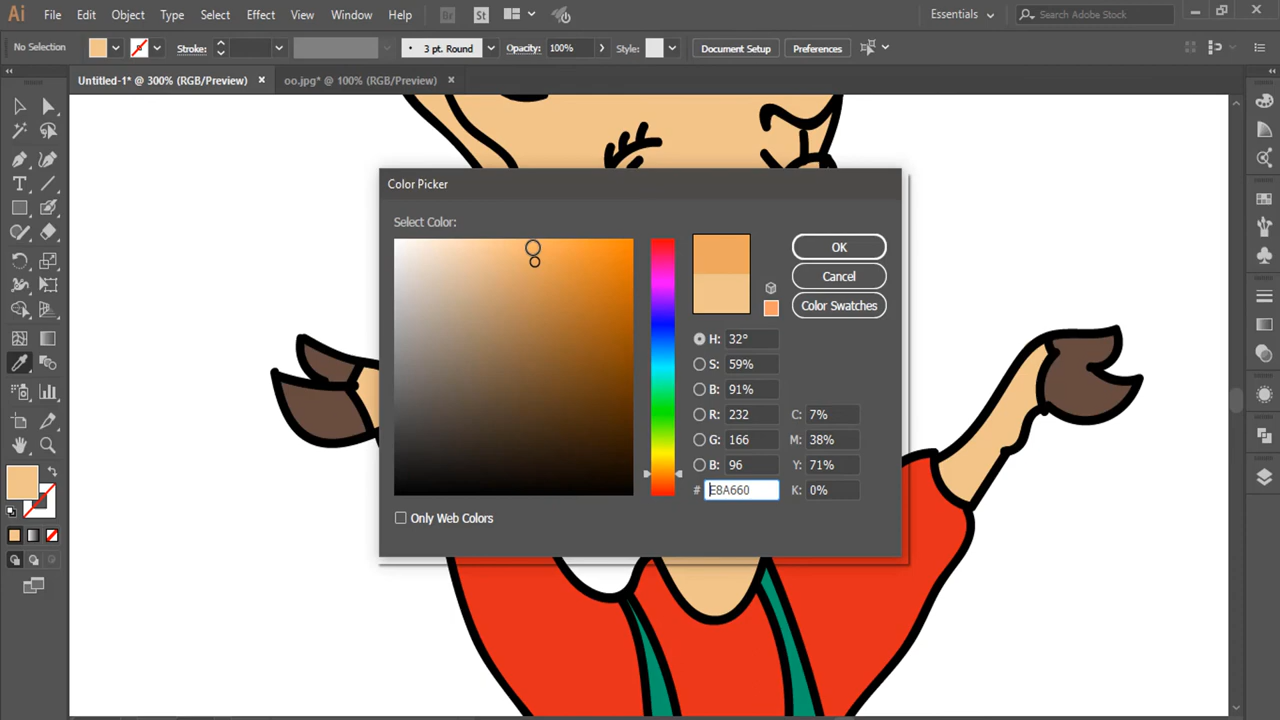 Ai File Edit Object Type Select Effect View Window Help Br St Essentials Search Adobe Stock
No Selection Stroke: • 3 pt. Round Opacity: 100% Style: Document Setup Preferences
Untitled-1* @ 300% (RGB/Preview) × oo.jpg* @ 100% (RGB/Preview) ×
Color Picker
Select Color:
OK
Cancel
Color Swatches
H: 32°
S: 59%
B: 91%
R: 232 C: 7%
G: 166 M: 38%
B: 96 Y: 71%
# E8A660 K: 0%
Only Web Colors